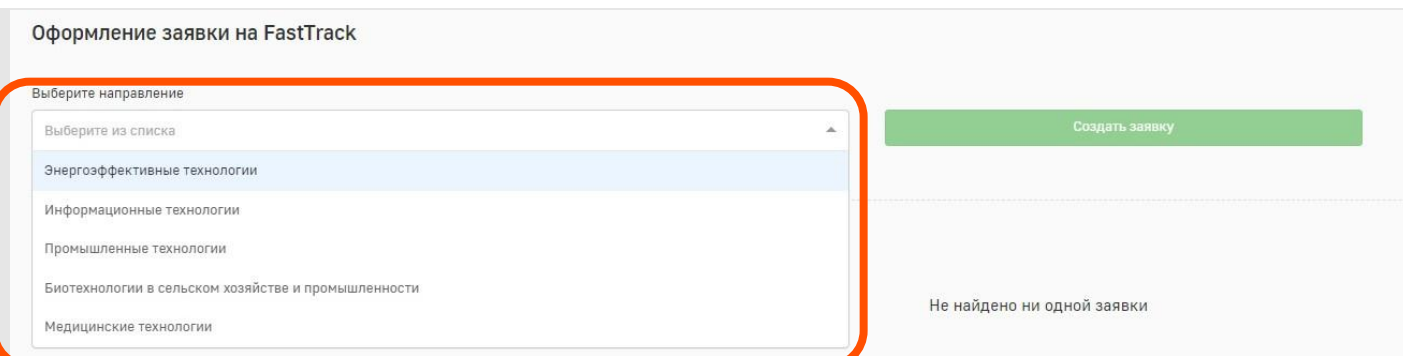 Оформление заявки на FastTrack
Выберите направление
Выберите из списка
Создать заявку
Энергоэффективные технологии
Информационные технологии
Промышленные технологии
Биотехнологии в сельском хозяйстве и промышленности
Не найдено ни одной заявки
Медицинские технологии